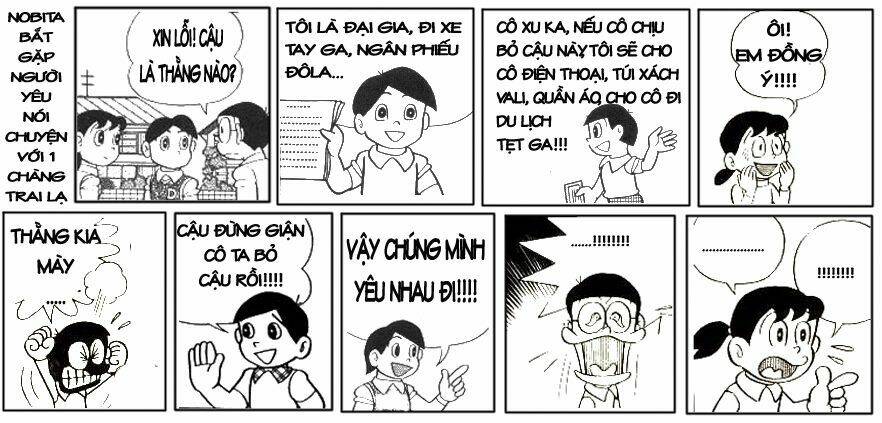 NOBITA
BẮT
GẶP
NGƯỜI
YÊU
NÓI
CHUYỆN
VỚI 1
CHÀNG
TRAI LẠ
XIN LỖI! CẬU
LÀ THẰNG NÀO?
TÔI LÀ ĐẠI GIA, ĐI XE
TAY GA, NGÂN PHIẾU
ĐÔLA...
CÔ XU KA, NẾU CÔ CHỊU
BỎ CẬU NÀY, TÔI SẼ CHO
CÔ ĐIỆN THOẠI, TÚI XÁCH
VALI, QUẦN ÁO, CHO CÔ ĐI
DU LỊCH
TẸT GA!!!
ÔI!
EM ĐỒNG
Ý!!!!
THẰNG KIA
MÀY
.....
CẬU ĐỪNG GIẬN
CÔ TA BỎ
CẬU RỒI!!!!
VẬY CHÚNG MÌNH
YÊU NHAU ĐI!!!!
......!!!!!!!!
..................
!!!!!!!!
D